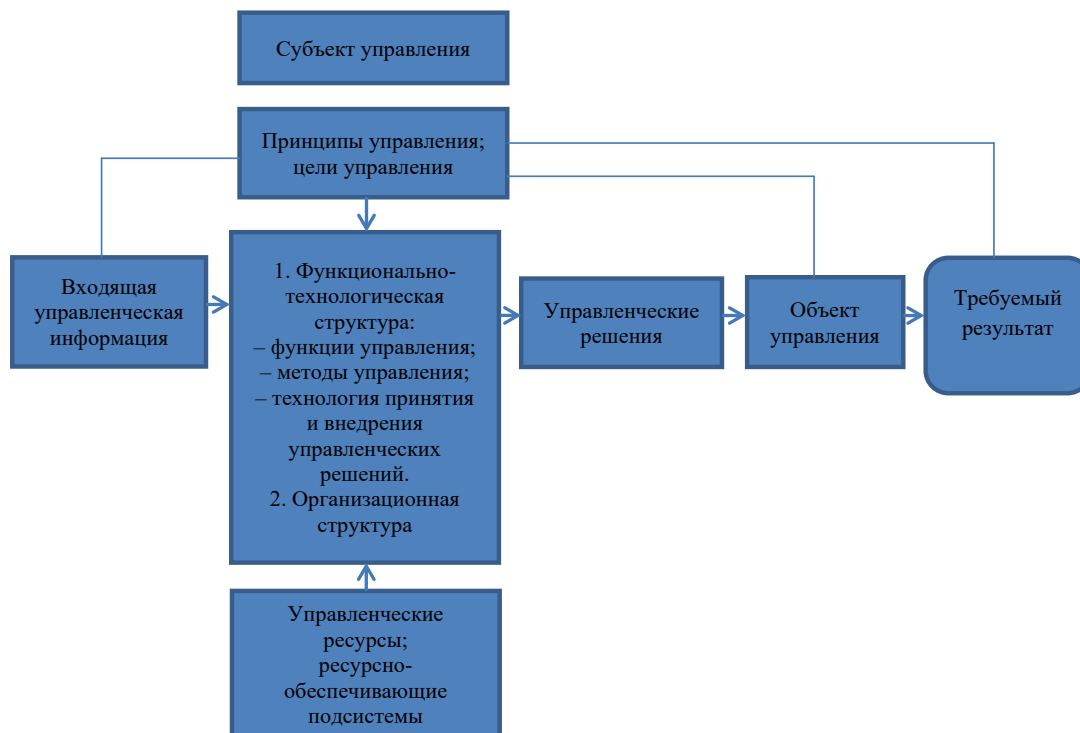 Субъект управления
Принципы управления;
цели управления
Входящая
управленческая
информация
1. Функционально-
технологическая
структура:
– функции управления;
– методы управления;
– технология принятия
и внедрения
управленческих
решений.
2. Организационная
структура
Управленческие
решения
Объект
управления
Требуемый
результат
Управленческие
ресурсы;
ресурсно-
обеспечивающие
подсистемы